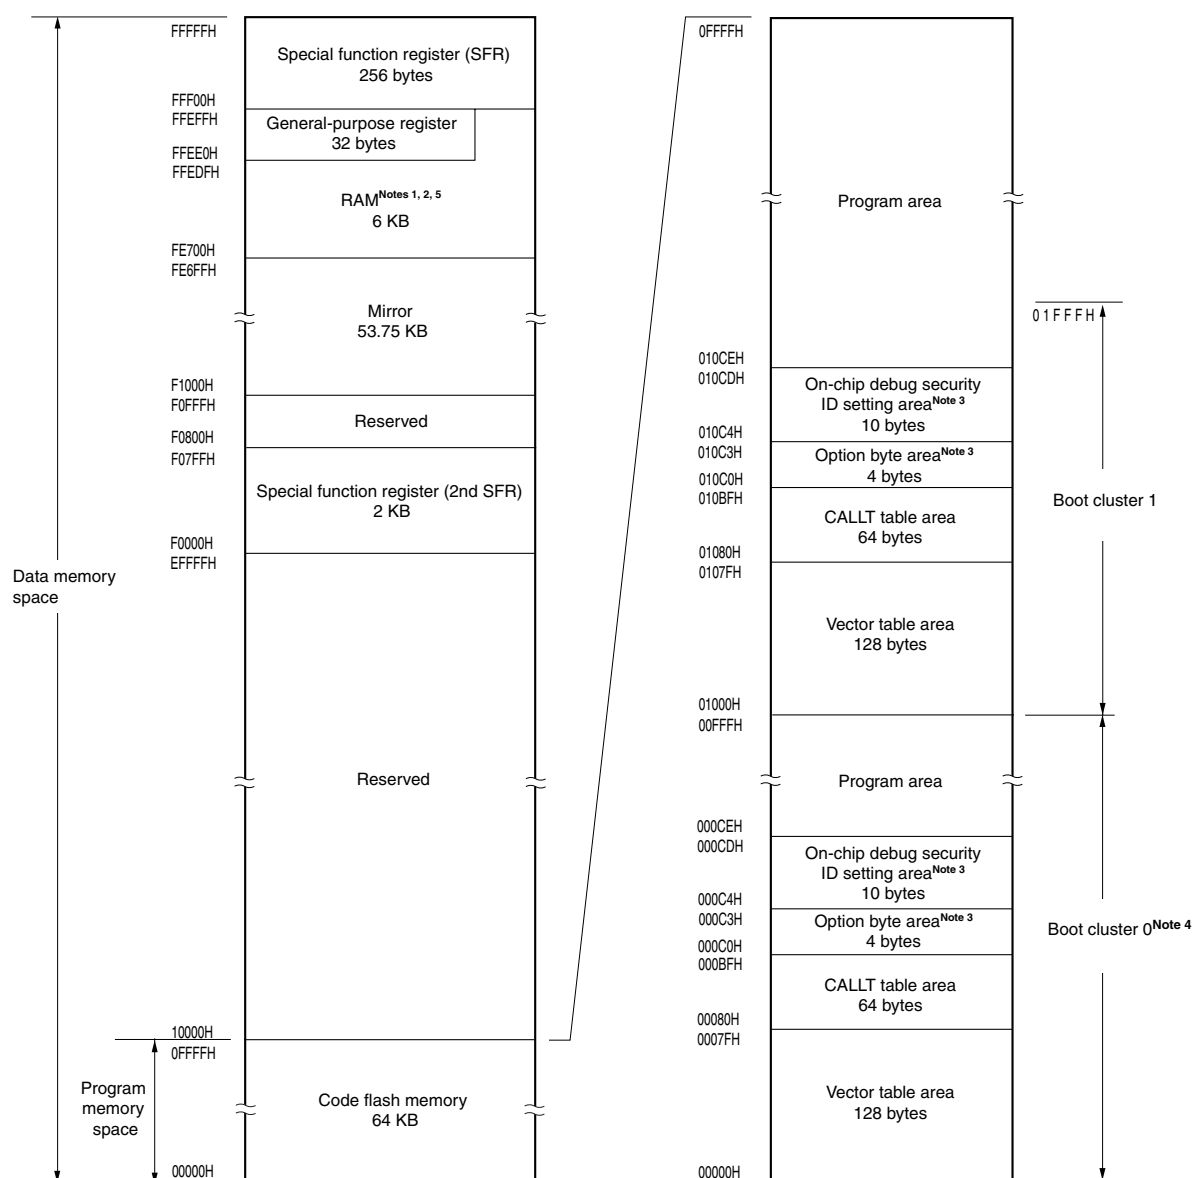 FFFFFH
Special function register (SFR)
256 bytes
FFF00H
FFEFFH
General-purpose register
32 bytes
FFEE0H
FFEDFH
RAMNotes 1, 2, 5
6 KB
FE700H
FE6FFH
Mirror
53.75 KB
F1000H
F0FFFH
Reserved
F0800H
F07FFH
Special function register (2nd SFR)
2 KB
F0000H
EFFFFH
Data memory
space
Reserved
10000H
0FFFFH
Program
memory
space
Code flash memory
64 KB
00000H
0FFFFH
Program area
01FFFH
010CEH
010CDH
On-chip debug security
ID setting areaNote 3
10 bytes
010C4H
010C3H
Option byte areaNote 3
4 bytes
010C0H
010BFH
Boot cluster 1
CALLT table area
64 bytes
01080H
0107FH
Vector table area
128 bytes
01000H
00FFFH
Program area
000CEH
000CDH
On-chip debug security
ID setting areaNote 3
10 bytes
000C4H
000C3H
Option byte areaNote 3
4 bytes
Boot cluster 0Note 4
000C0H
000BFH
CALLT table area
64 bytes
00080H
0007FH
Vector table area
128 bytes
00000H